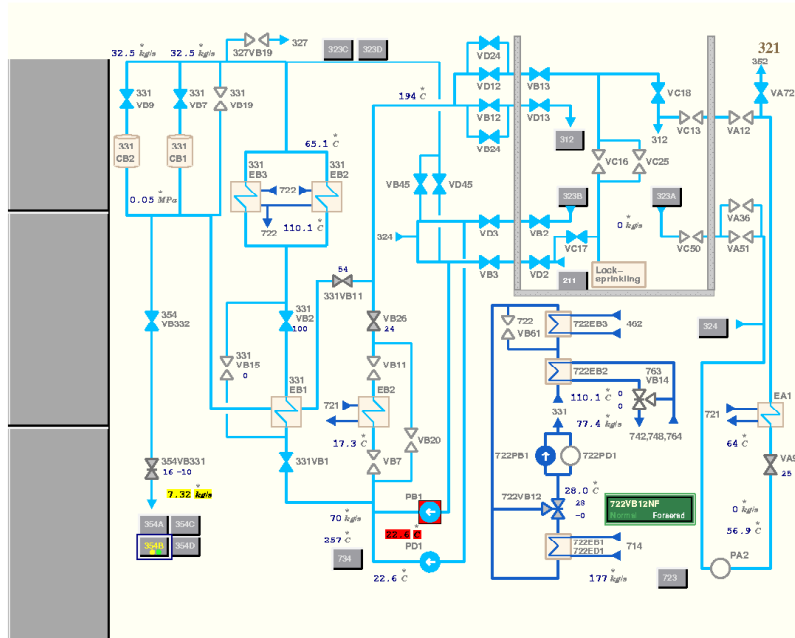 321
32.5 kg/s
32.5 kg/s
327VB19
327
323C
323D
352
VA72
331
VB9
331
VB7
331
VB19
194 °C
VD24
VD12
VB13
VC18
VB12
VD13
VB24
312
312
VC13
VA12
331
CB2
331
CB1
65.1 °C
331
EB3
331
EB2
722
722
110.1 °C
0.05 MPa
VB45
VD45
VC16
VC25
323B
323A
VA36
0 kg/s
324
VD3
VB2
VC17
VC50
VA51
VB3
VD2
211
Lock-
sprinkling
54
331VB11
354
VB332
331
VB2
100
VB26
24
331
VB15
0
VB11
722
VB61
722EB3
462
324
331
EB1
EB2
721
722EB2
763
VB14
0
0
110.1 °C
331
77.4 kg/s
742,748,764
EA1
721
64 °C
17.3 °C
VB20
VB7
354VB331
16 -10
331VB1
722PB1
722PD1
VA9
25
7.32 kg/s
28.0 °C
722VB12
28
-0
722VB12NF
Normal Forcerad
PB1
354A
354C
354B
354D
70 kg/s
22.6 °C
257 °C
734
PD1
22.6 °C
722EB1
722ED1
714
177 kg/s
0 kg/s
56.9 °C
PA2
723